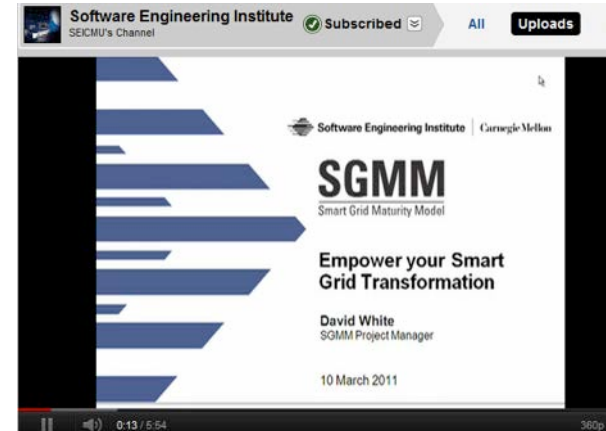 Software Engineering Institute Subscribed All Uploads
SEICMU's Channel
Software Engineering Institute Carnegie Mellon
SGMM
Smart Grid Maturity Model
Empower your Smart
Grid Transformation
David White
SGMM Project Manager
10 March 2011
0:13 / 5:54 360p